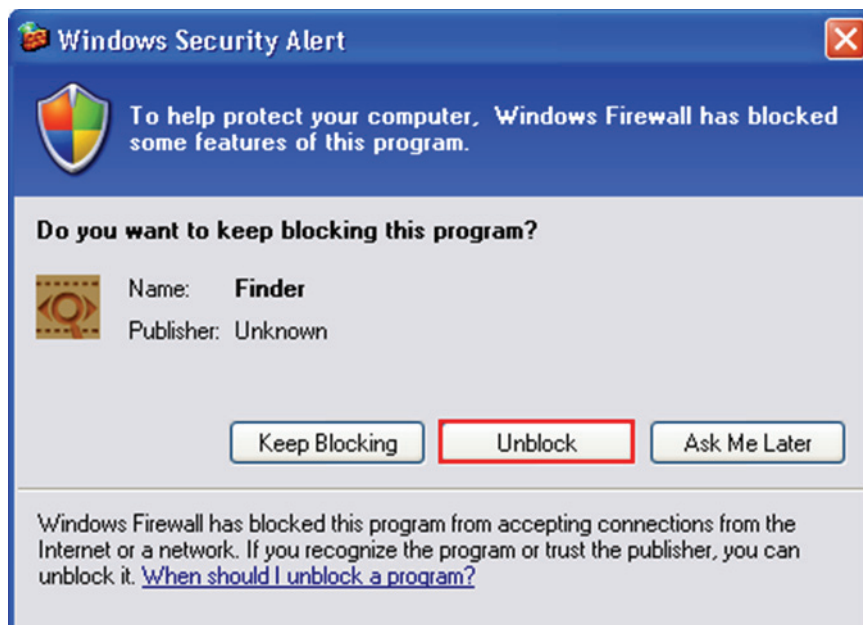 Windows Security Alert
To help protect your computer, Windows Firewall has blocked
some features of this program.
Do you want to keep blocking this program?
Name: Finder
Publisher: Unknown
Keep Blocking Unblock Ask Me Later
Windows Firewall has blocked this program from accepting connections from the
Internet or a network. If you recognize the program or trust the publisher, you can
unblock it. When should I unblock a program?